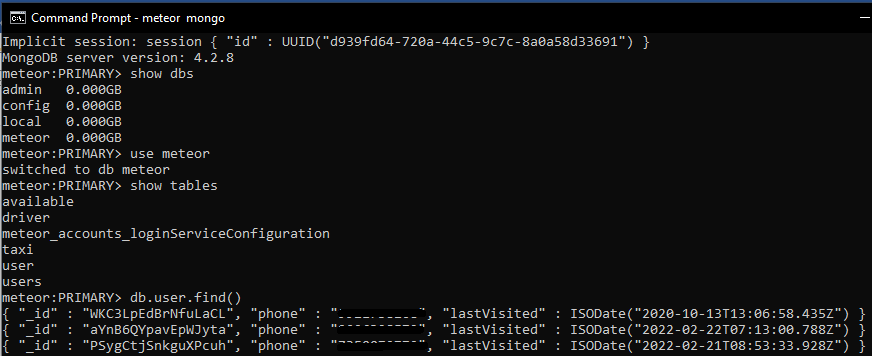 Command Prompt - meteor mongo
Implicit session: session { "id" : UUID("d939fd64-720a-44c5-9c7c-8a0a58d33691") }
MongoDB server version: 4.2.8
meteor:PRIMARY> show dbs
admin   0.000GB
config  0.000GB
local   0.000GB
meteor  0.000GB
meteor:PRIMARY> use meteor
switched to db meteor
meteor:PRIMARY> show tables
available
driver
meteor_accounts_loginServiceConfiguration
taxi
user
users
meteor:PRIMARY> db.user.find()
{ "_id" : "WKC3LpEdBrNfuLaCL", "phone" : "", "lastVisited" : ISODate("2020-10-13T13:06:58.435Z") }
{ "_id" : "aYnB6QYpavEpWJyta", "phone" : "", "lastVisited" : ISODate("2022-02-22T07:13:00.788Z") }
{ "_id" : "PSygCtjSnkguXPcuh", "phone" : "", "lastVisited" : ISODate("2022-02-21T08:53:33.928Z") }